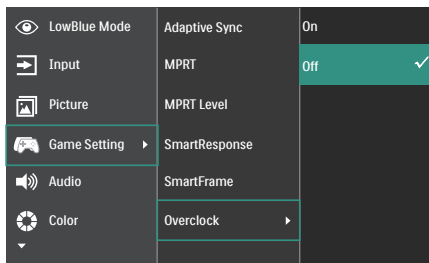 LowBlue Mode
Input
Picture
Game Setting
Audio
Color
Adaptive Sync
MPRT
MPRT Level
SmartResponse
SmartFrame
Overclock
On
Off